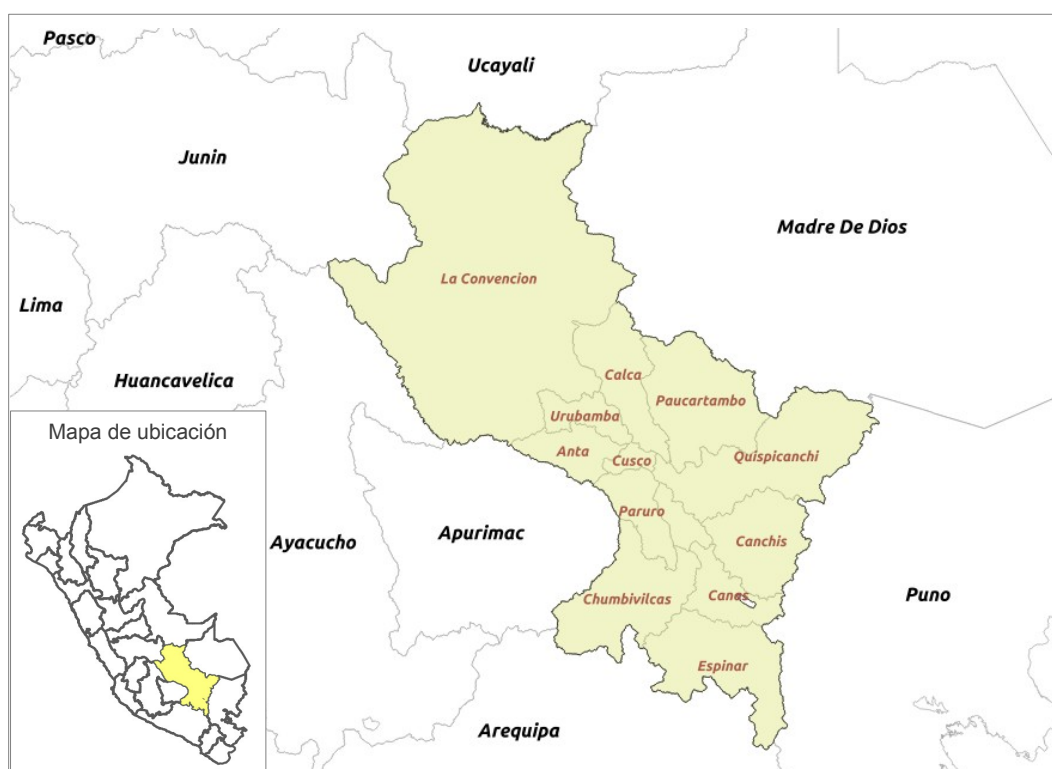 Pasco
Ucayali
Junin
Madre De Dios
La Convencion
Lima
Calca
Huancavelica
Paucartambo
Urubamba
Mapa de ubicación
Anta
Cusco
Quispicanchi
Paruro
Ayacucho
Apurimac
Canchis
Chumbivilcas
Canas
Puno
Espinar
Arequipa